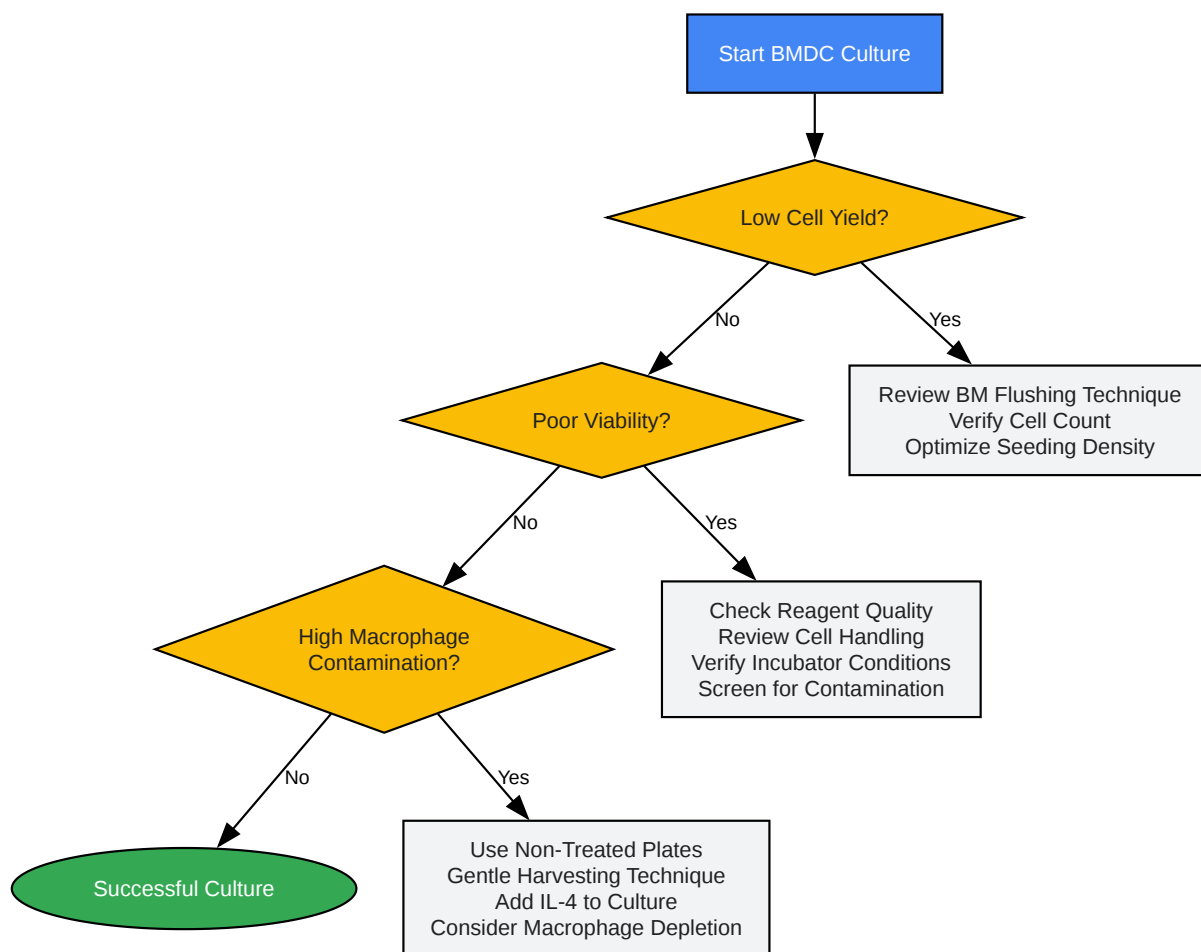 Start BMDC Culture
Low Cell Yield?
No
Yes
Review BM Flushing Technique
Verify Cell Count
Optimize Seeding Density
Poor Viability?
No
Yes
Check Reagent Quality
Review Cell Handling
Verify Incubator Conditions
Screen for Contamination
High Macrophage
Contamination?
No
Yes
Successful Culture
Use Non-Treated Plates
Gentle Harvesting Technique
Add IL-4 to Culture
Consider Macrophage Depletion